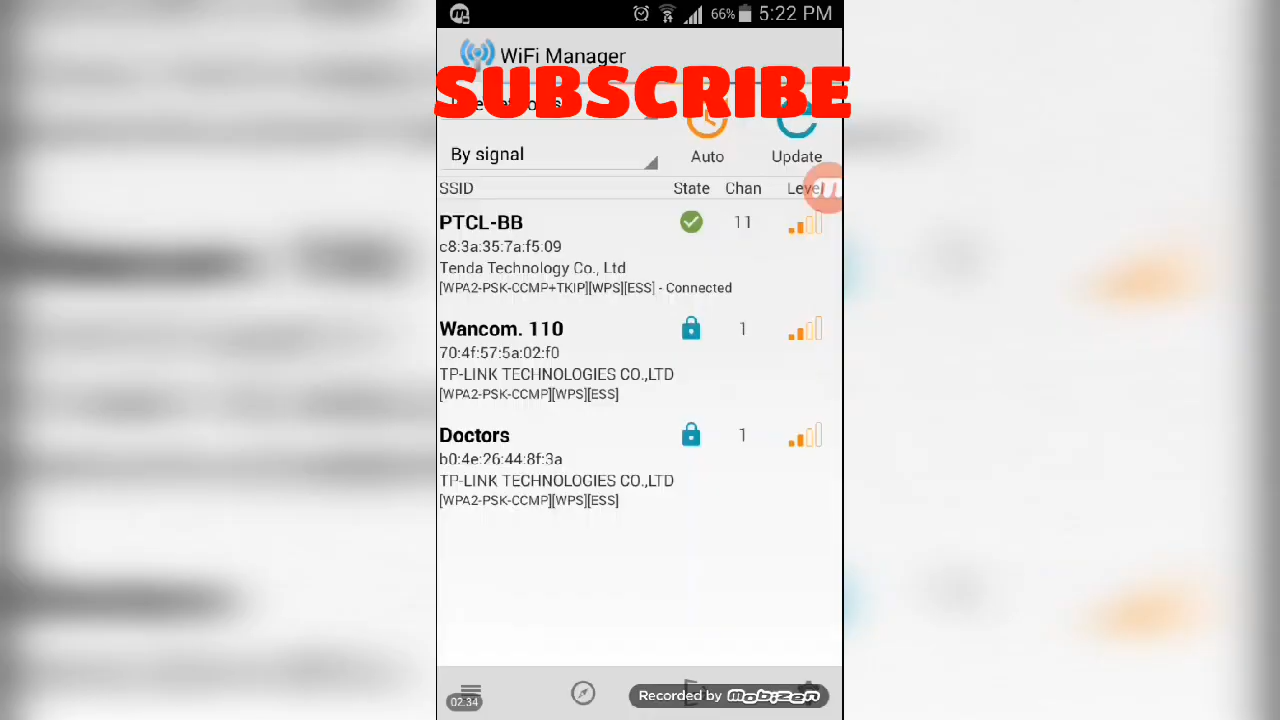 66% 5:22 PM
WiFi Manager
SUBSCRIBE
By signal
Auto
Update
SSID State Chan Level
PTCL-BB 11
c8:3a:35:7a:f5:09
Tenda Technology Co., Ltd
[WPA2-PSK-CCMP+TKIP][WPS][ESS] - Connected
Wancom. 110 1
70:4f:57:5a:02:f0
TP-LINK TECHNOLOGIES CO.,LTD
[WPA2-PSK-CCMP][WPS][ESS]
Doctors 1
b0:4e:26:44:8f:3a
TP-LINK TECHNOLOGIES CO.,LTD
[WPA2-PSK-CCMP][WPS][ESS]
02:34
Recorded by mobizen